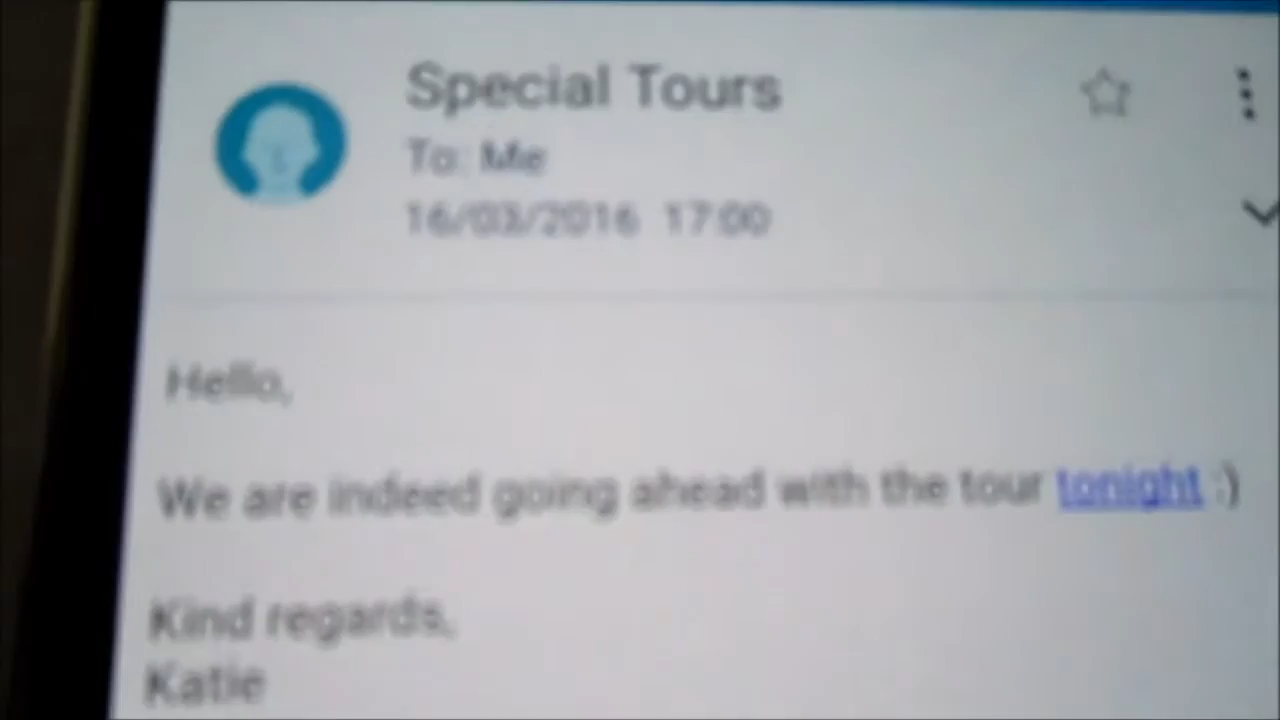 Special Tours
To: Me
16/03/2016 17:00
Hello,
We are indeed going ahead with the tour tonight :)
Kind regards,
Katie